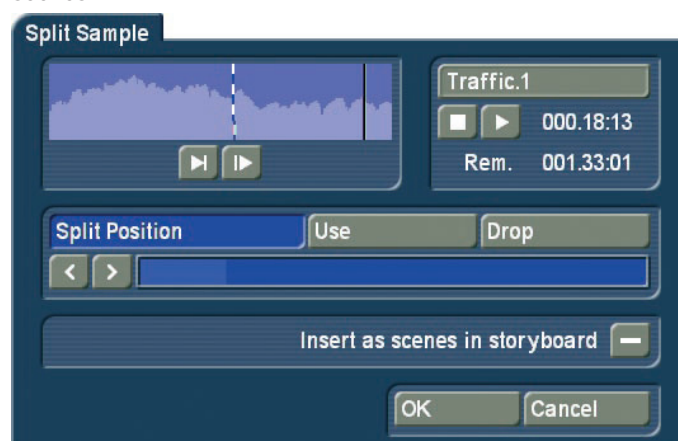 Split Sample
Traffic.1
000.18:13
Rem. 001.33:01
Split Position Use Drop
Insert as scenes in storyboard
OK Cancel